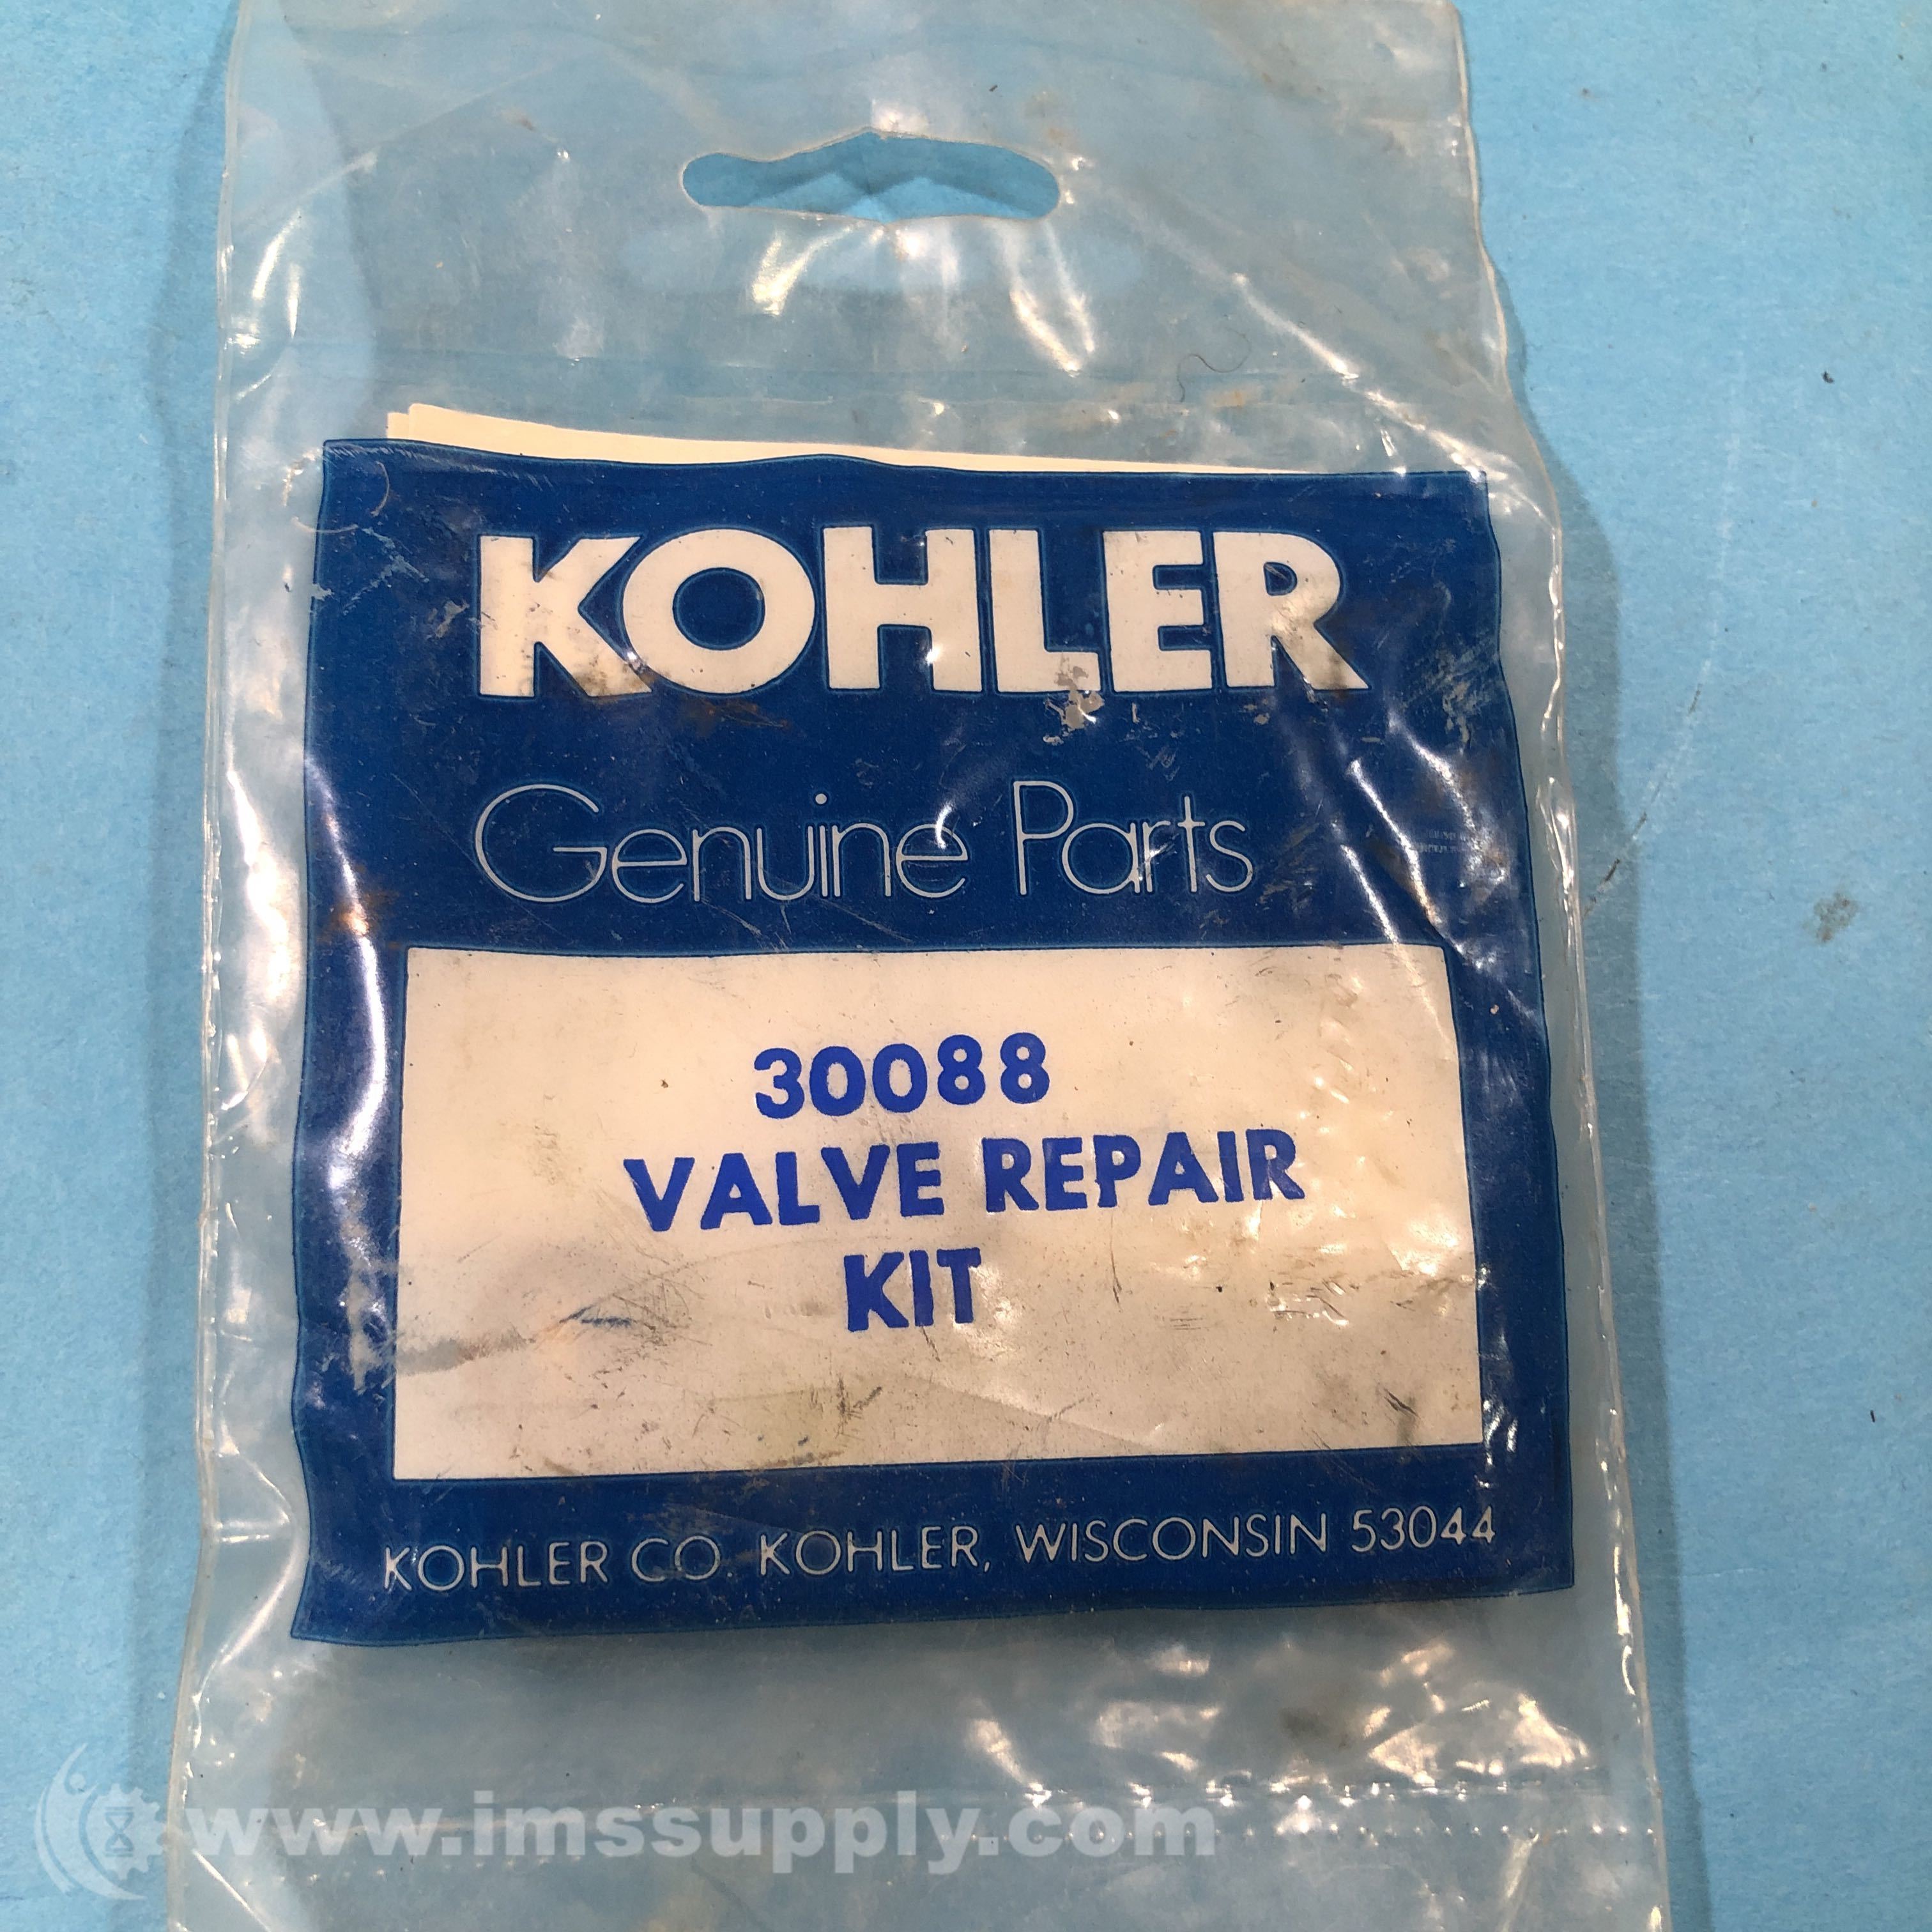 KOHLER
Genuine Parts
30088
VALVE REPAIR
KIT
KOHLER CO. KOHLER, WISCONSIN 53044
www.imssupply.com